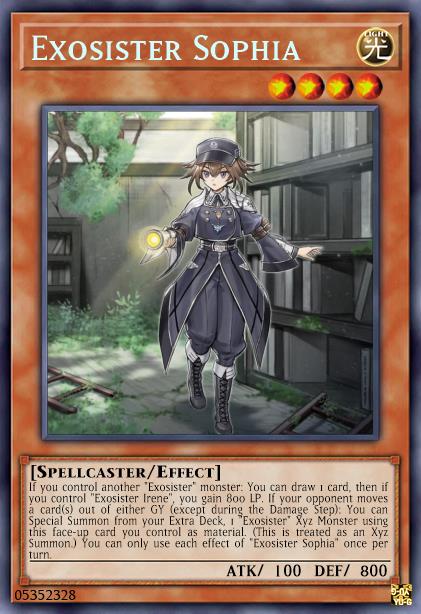 Exosister Sophia
LIGHT
光
[Spellcaster/Effect]
If you control another "Exosister" monster: You can draw 1 card, then if
you control "Exosister Irene", you gain 800 LP. If your opponent moves
a card(s) out of either GY (except during the Damage Step): You can
Special Summon from your Extra Deck, 1 "Exosister" Xyz Monster using
this face-up card you control as material. (This is treated as an Xyz
Summon.) You can only use each effect of "Exosister Sophia" once per
turn.
ATK/ 100 DEF/ 800
05352328